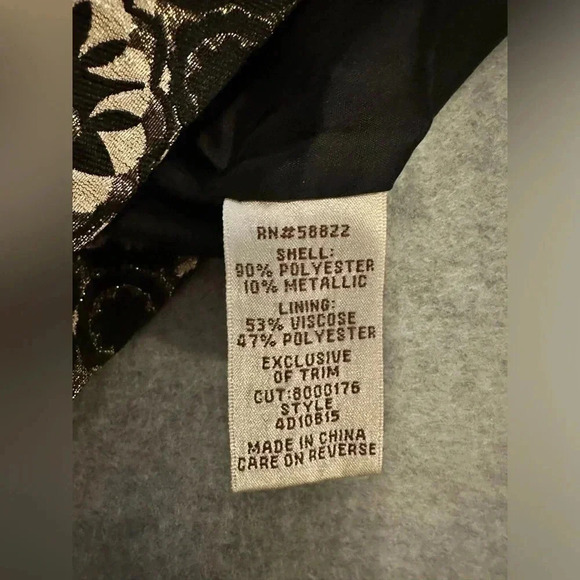 RN#58822
SHELL:
90% POLYESTER
10% METALLIC
LINING:
53% VISCOSE
47% POLYESTER
EXCLUSIVE
OF TRIM
CUT:8000176
STYLE
4D10815
MADE IN CHINA
CARE ON REVERSE